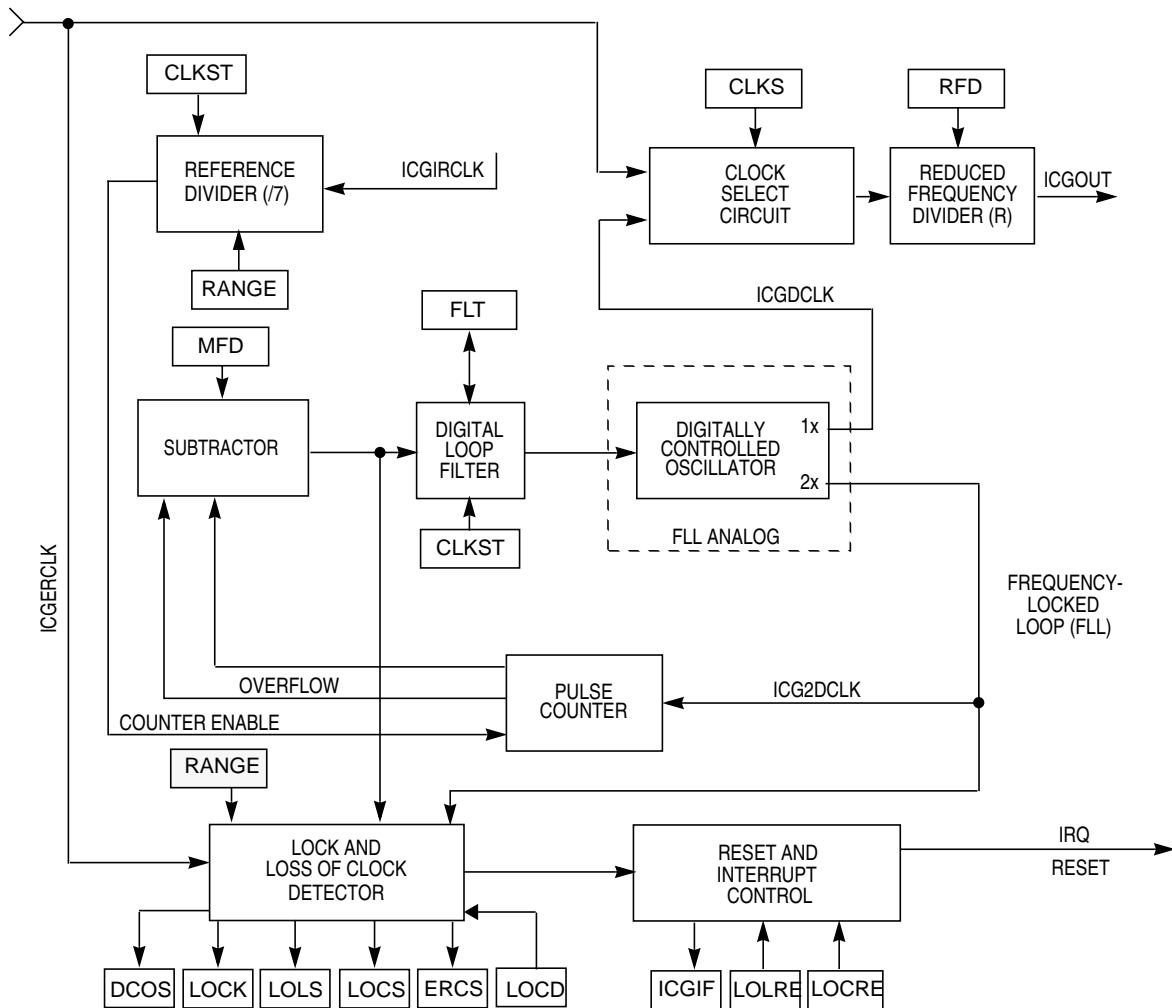 CLKST
CLKS
RFD
REFERENCE
DIVIDER (/7)
ICGIRCLK
CLOCK
SELECT
CIRCUIT
REDUCED
FREQUENCY
DIVIDER (R)
ICGOUT
RANGE
ICGDCLK
FLT
MFD
SUBTRACTOR
DIGITAL
LOOP
FILTER
DIGITALLY
CONTROLLED
OSCILLATOR
1x
2x
FLL ANALOG
CLKST
ICGERCLK
FREQUENCY-
LOCKED
LOOP (FLL)
OVERFLOW
PULSE
COUNTER
ICG2DCLK
COUNTER ENABLE
RANGE
LOCK AND
LOSS OF CLOCK
DETECTOR
RESET AND
INTERRUPT
CONTROL
IRQ
RESET
DCOS
LOCK
LOLS
LOCS
ERCS
LOCD
ICGIF
LOLRE
LOCRE